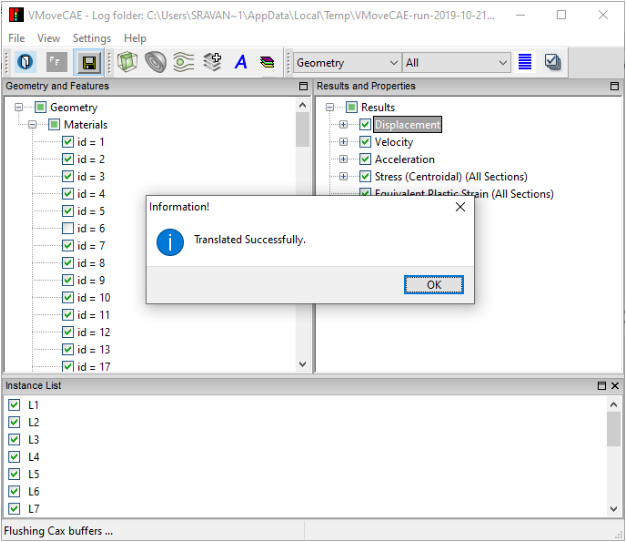 VMoveCAE - Log folder: C:\Users\SRAVAN~1\AppData\Local\Temp\VMoveCAE-run-2019-10-21...
File View Settings Help
FF
A
Geometry
All
Geometry and Features
Geometry
Materials
id = 1
id = 2
id = 3
id = 4
id = 5
id = 6
id = 7
id = 8
id = 9
id = 10
id = 11
id = 12
id = 13
id = 17
Results and Properties
Results
Displacement
Velocity
Acceleration
Stress (Centroidal) (All Sections)
Equivalent Plastic Strain (All Sections)
Information!
Translated Successfully.
OK
Instance List
L1
L2
L3
L4
L5
L6
L7
Flushing Cax buffers ...